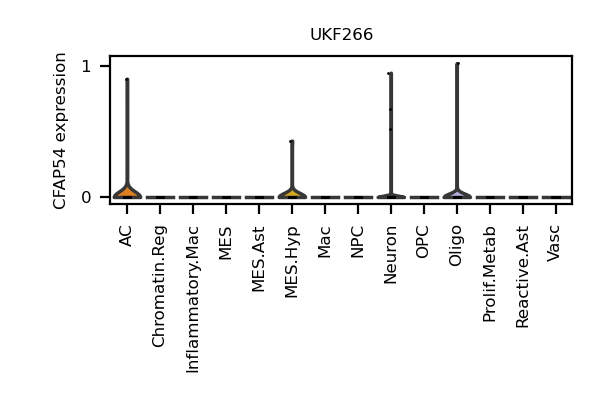 UKF266
CFAP54 expression
1
0
AC
Chromatin.Reg
Inflammatory.Mac
MES
MES.Ast
MES.Hyp
Mac
NPC
Neuron
OPC
Oligo
Prolif.Metab
Reactive.Ast
Vasc